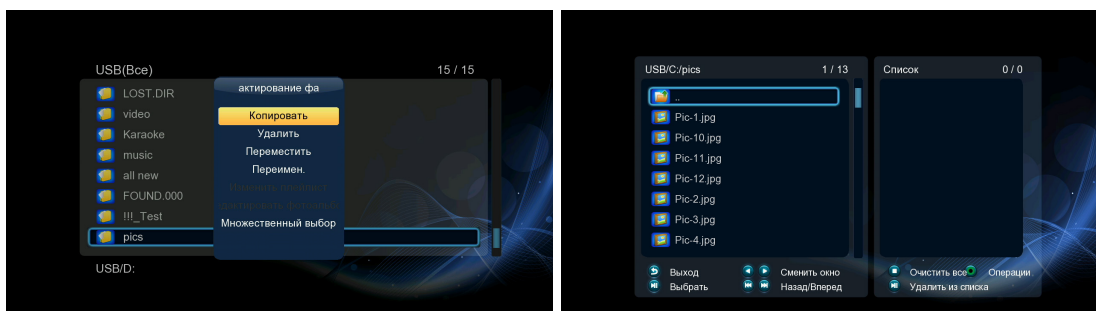 USB(Все) 15 / 15
LOST.DIR
video
Karaoke
music
all new
FOUND.000
!!!_Test
pics
актирование фа
Копировать
Удалить
Переместить
Переимен.
Множественный выбор
USB/D:
USB/C:/pics 1 / 13
..
Pic-1.jpg
Pic-10.jpg
Pic-11.jpg
Pic-12.jpg
Pic-2.jpg
Pic-3.jpg
Pic-4.jpg
Выход Сменить окно
Выбрать Назад/Вперед
Список 0 / 0
Очистить все Операции
Удалить из списка